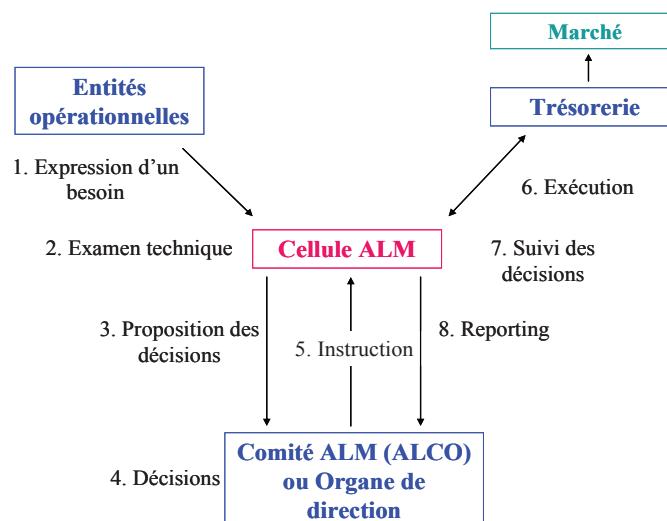 Marché
Entités
opérationnelles
Trésorerie
1. Expression d’un
besoin
6. Exécution
2. Examen technique
Cellule ALM
7. Suivi des
décisions
3. Proposition des
décisions
5. Instruction
8. Reporting
4. Décisions
Comité ALM (ALCO)
ou Organe de
direction